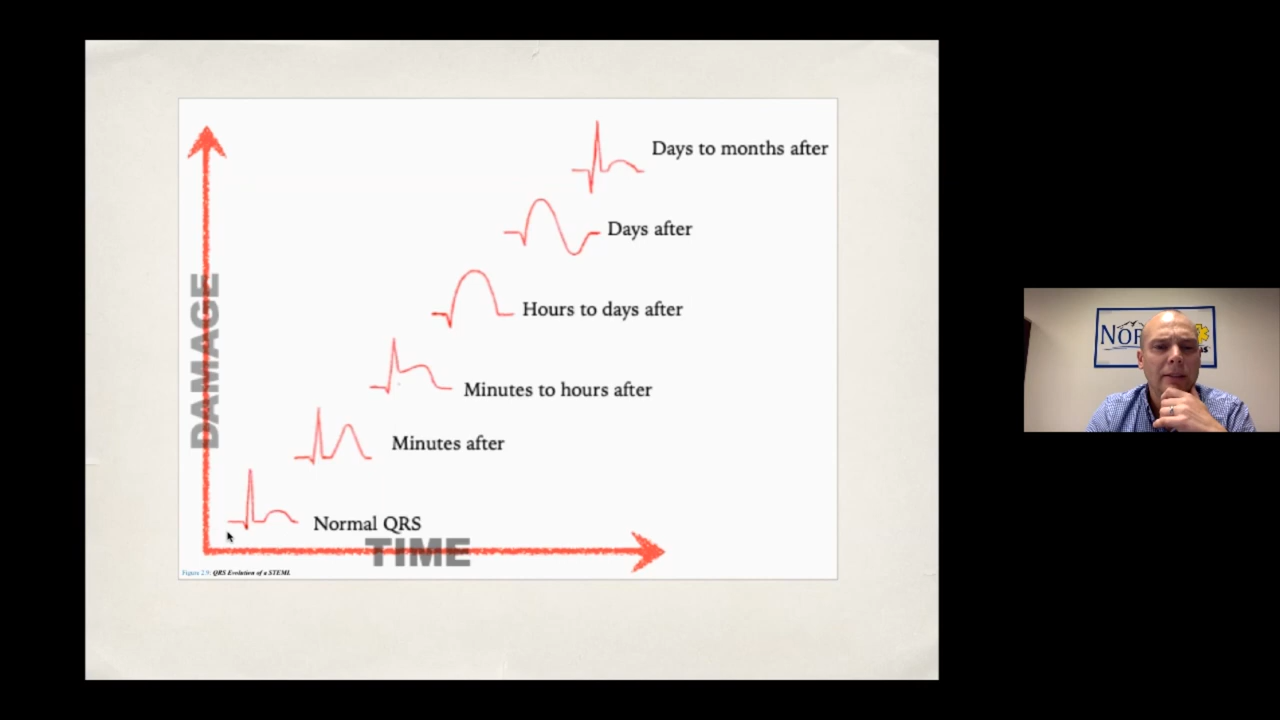 Days to months after
Days after
Hours to days after
Minutes to hours after
Minutes after
Normal QRS
DAMAGE
TIME
Figure 2.9: QRS Evolution of a STEMI.